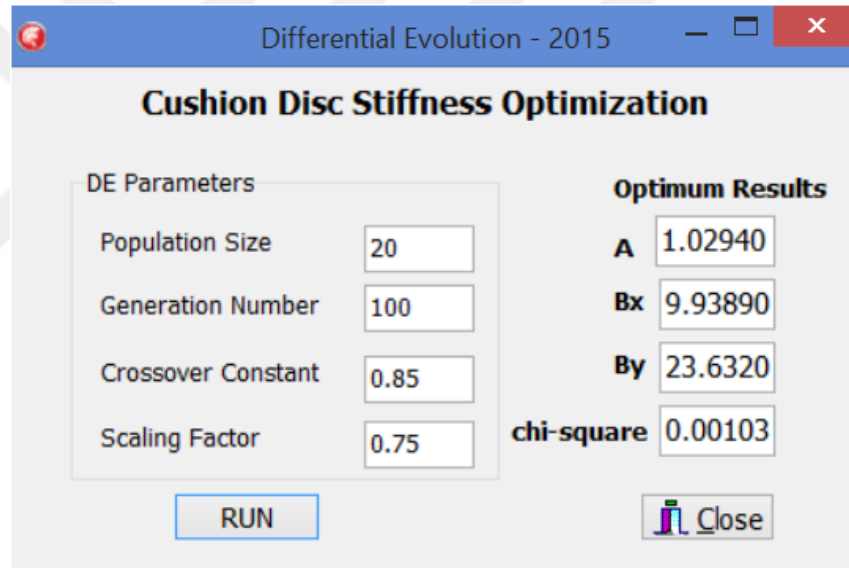 Differential Evolution - 2015
Cushion Disc Stiffness Optimization
DE Parameters
Population Size 20
Generation Number 100
Crossover Constant 0.85
Scaling Factor 0.75
RUN
Optimum Results
A 1.02940
Bx 9.93890
By 23.6320
chi-square 0.00103
Close